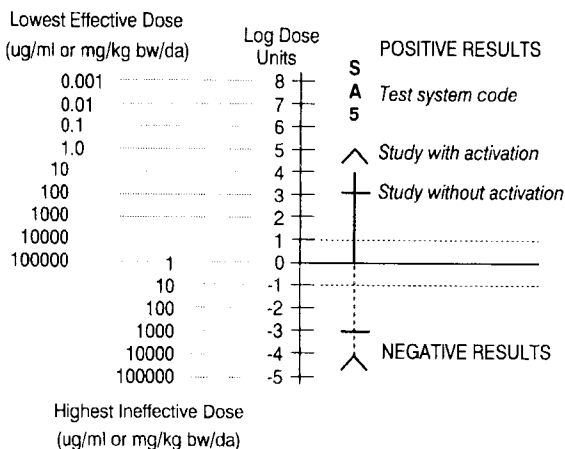 Lowest Effective Dose
(ug/ml or mg/kg bw/da)
Log Dose
Units
POSITIVE RESULTS
S
A
5
Test system code
0.001 8
0.01 7
0.1 6
1.0 5
10 4
100 3
1000 2
10000 1
100000 1 0
10 -1
100 -2
1000 -3
10000 -4
100000 -5
Study with activation
Study without activation
NEGATIVE RESULTS
Highest Ineffective Dose
(ug/ml or mg/kg bw/da)